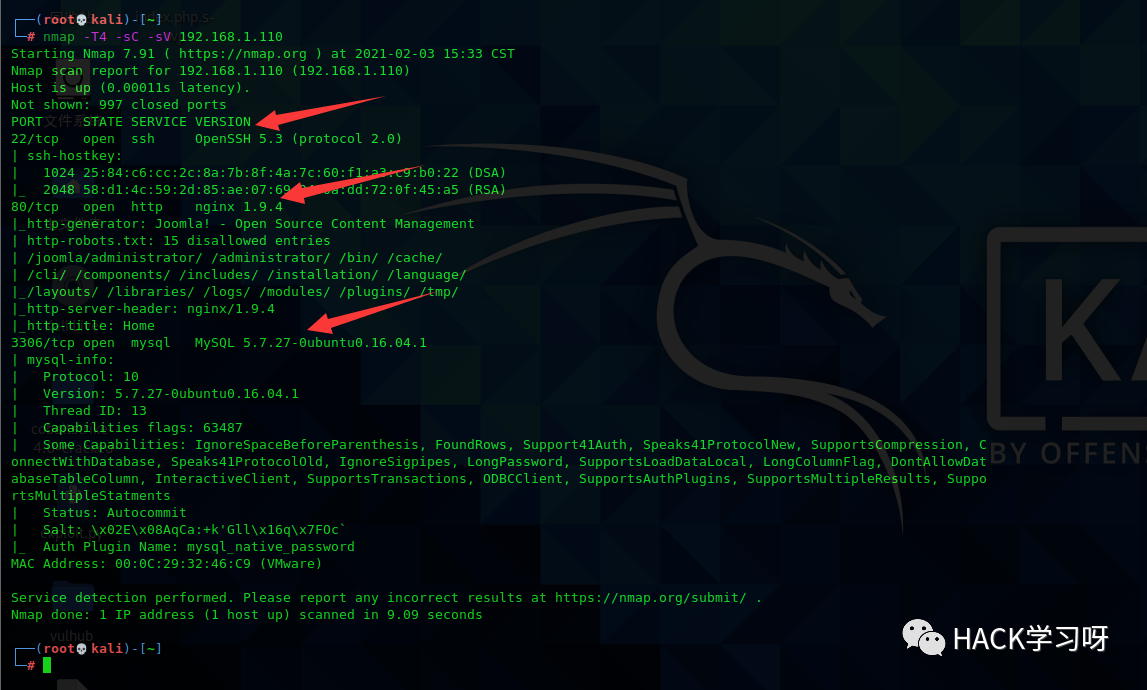 ┌──(root💀kali)-[~]
└─# nmap -T4 -sC -sV 192.168.1.110
Starting Nmap 7.91 ( https://nmap.org ) at 2021-02-03 15:33 CST
Nmap scan report for 192.168.1.110 (192.168.1.110)
Host is up (0.00011s latency).
Not shown: 997 closed ports
PORT     STATE SERVICE VERSION
22/tcp   open  ssh     OpenSSH 5.3 (protocol 2.0)
| ssh-hostkey:
|   1024 25:84:c6:cc:2c:8a:7b:8f:4a:7c:60:f1:a3:c9:b0:22 (DSA)
|_  2048 58:d1:4c:59:2d:85:ae:07:69 dd:72:0f:45:a5 (RSA)
80/tcp   open  http    nginx 1.9.4
|_http-generator: Joomla! - Open Source Content Management
| http-robots.txt: 15 disallowed entries
| /joomla/administrator/ /administrator/ /bin/ /cache/
| /cli/ /components/ /includes/ /installation/ /language/
|_/layouts/ /libraries/ /logs/ /modules/ /plugins/ /tmp/
|_http-server-header: nginx/1.9.4
|_http-title: Home
3306/tcp open  mysql   MySQL 5.7.27-0ubuntu0.16.04.1
| mysql-info:
|   Protocol: 10
|   Version: 5.7.27-0ubuntu0.16.04.1
|   Thread ID: 13
|   Capabilities flags: 63487
|   Some Capabilities: IgnoreSpaceBeforeParenthesis, FoundRows, Support41Auth, Speaks41ProtocolNew, SupportsCompression, C
onnectWithDatabase, Speaks41ProtocolOld, IgnoreSigpipes, LongPassword, SupportsLoadDataLocal, LongColumnFlag, DontAllowDat
abaseTableColumn, InteractiveClient, SupportsTransactions, ODBCClient, SupportsAuthPlugins, SupportsMultipleResults, Suppo
rtsMultipleStatments
|   Status: Autocommit
|   Salt: \x02E\x08AqCa:+k'Gll\x16q\x7FOc`
|_  Auth Plugin Name: mysql_native_password
MAC Address: 00:0C:29:32:46:C9 (VMware)
Service detection performed. Please report any incorrect results at https://nmap.org/submit/ .
Nmap done: 1 IP address (1 host up) scanned in 9.09 seconds
vulhub
┌──(root💀kali)-[~]
└─#
BY OFFEN
HACK学习呀